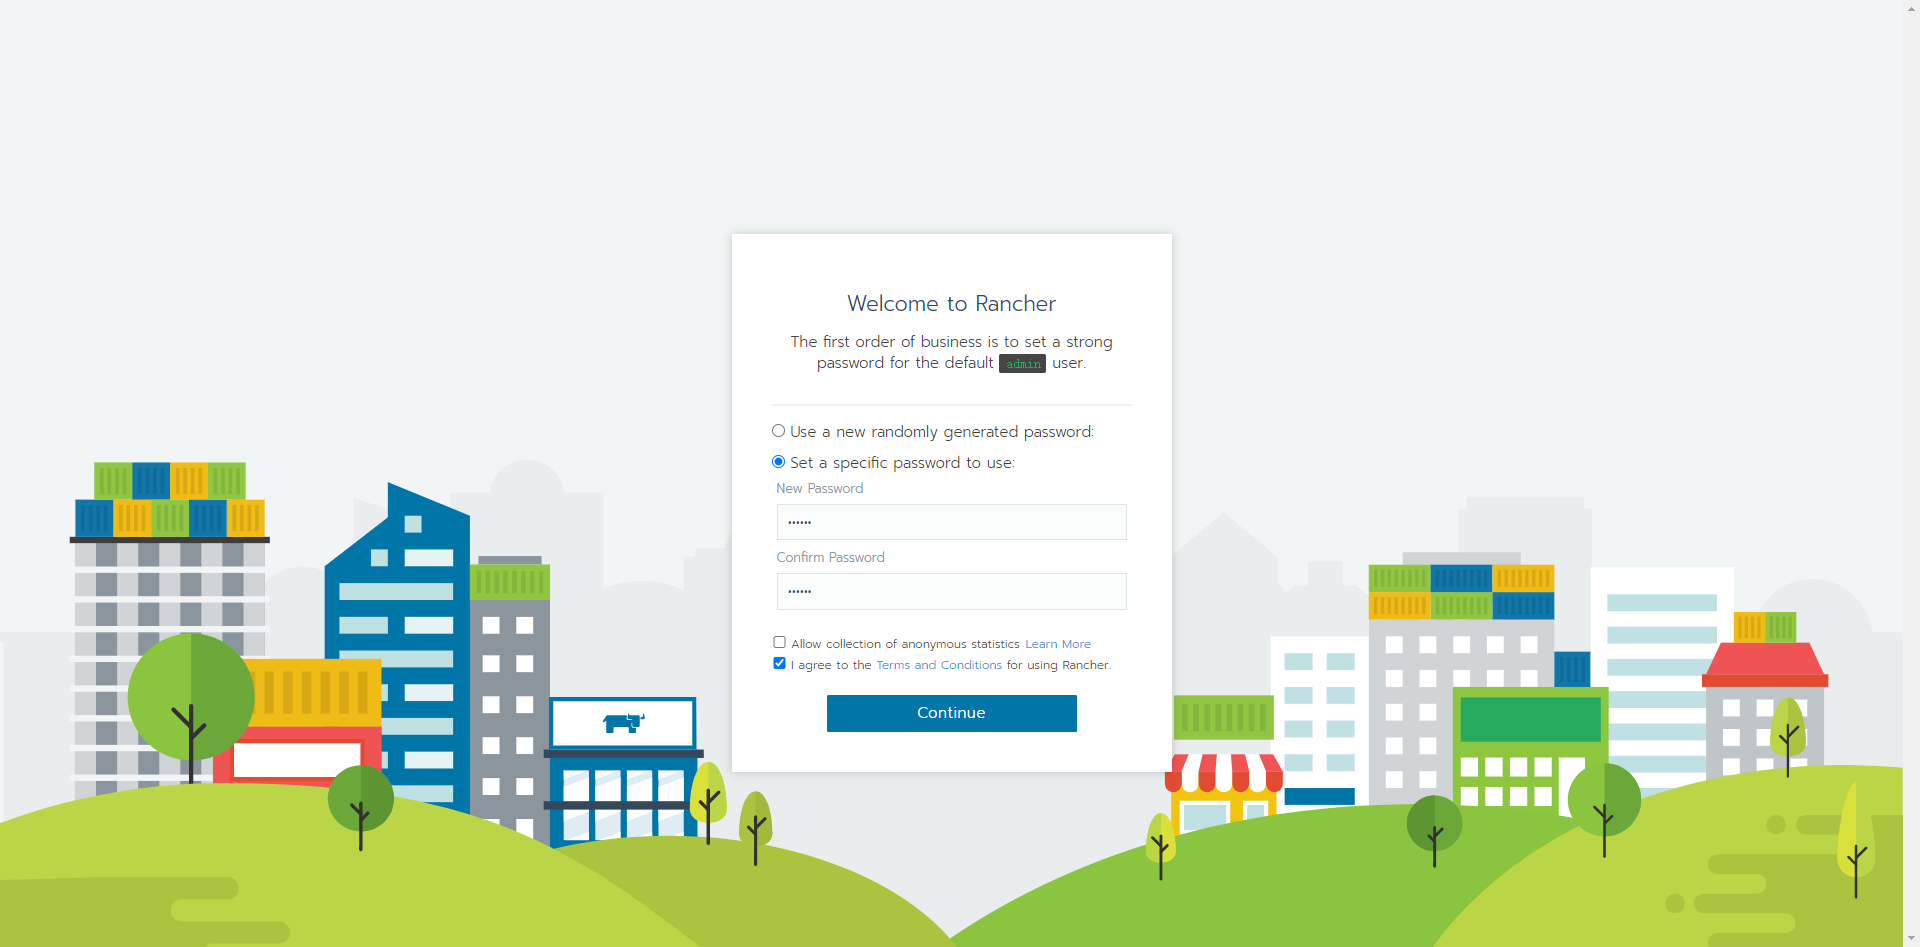 Welcome to Rancher
The first order of business is to set a strong
password for the default admin user.
Use a new randomly generated password:
Set a specific password to use:
New Password
••••••
Confirm Password
••••••
Allow collection of anonymous statistics Learn More
I agree to the Terms and Conditions for using Rancher.
Continue